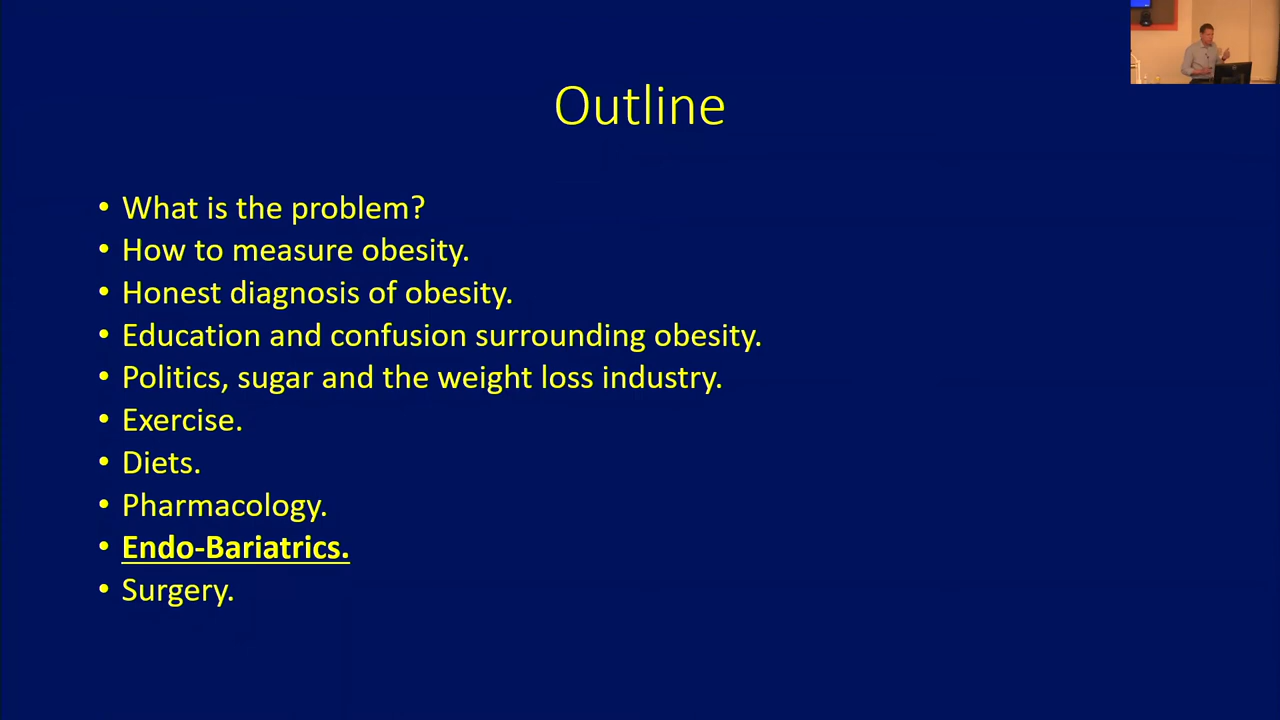 Outline
• What is the problem?
• How to measure obesity.
• Honest diagnosis of obesity.
• Education and confusion surrounding obesity.
• Politics, sugar and the weight loss industry.
• Exercise.
• Diets.
• Pharmacology.
• Endo-Bariatrics.
• Surgery.